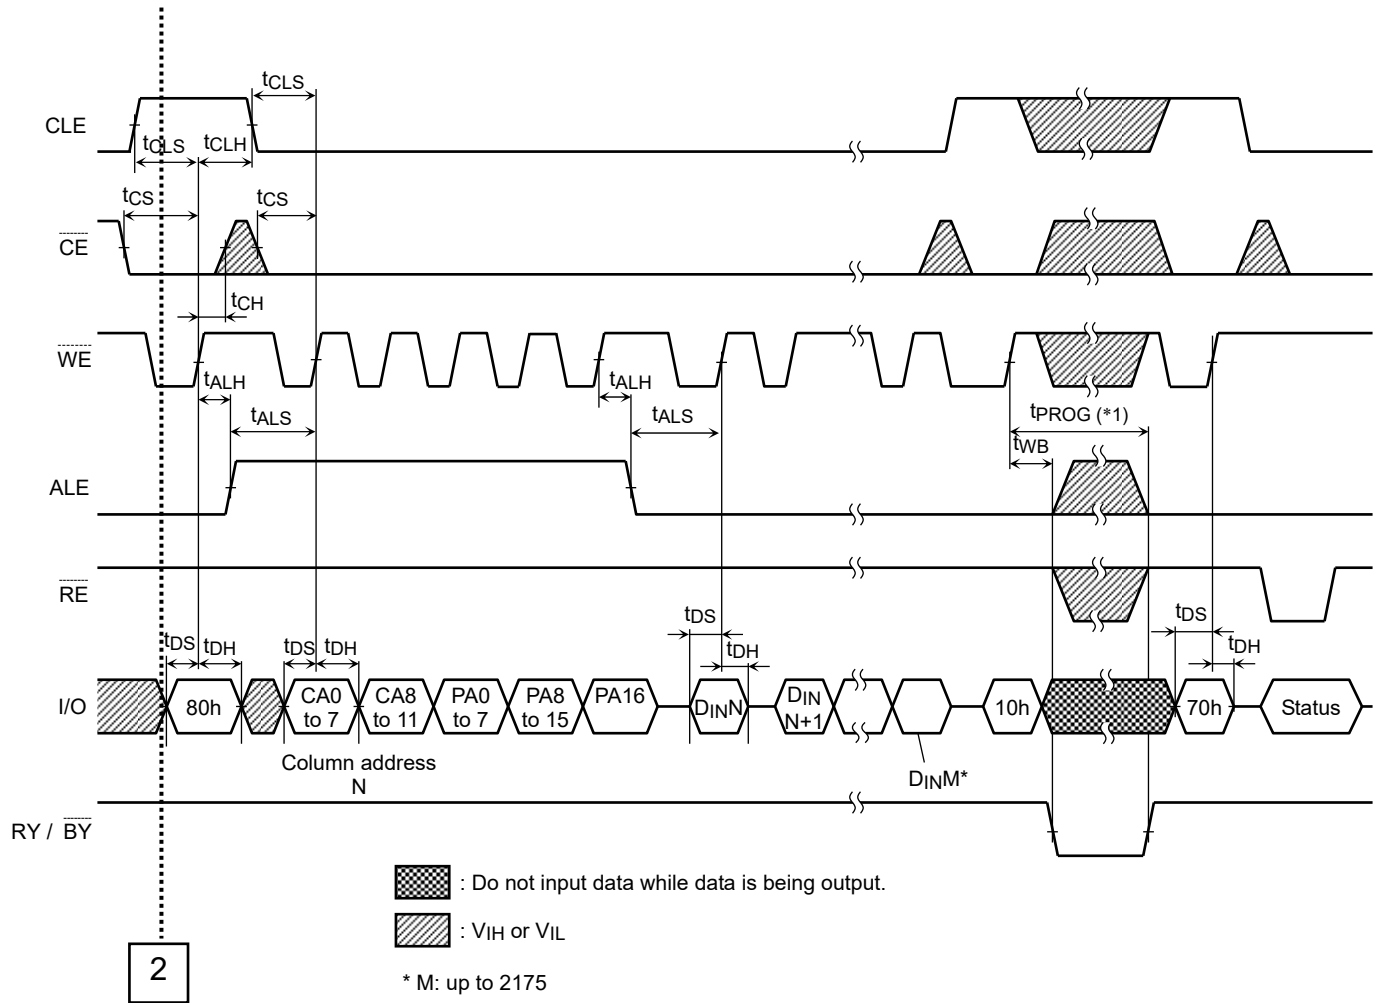 tCLS
CLE
tCLS
tCLH
tCS
tCS
CE
tCH
WE
tALH
tALH
tALS
tALS
tPROG (*1)
tWB
ALE
RE
tDS
tDH
tDS
tDH
tDS
tDH
tDS
tDH
I/O
80h
CA0
to 7
CA8
to 11
PA0
to 7
PA8
to 15
PA16
DINN
DIN
N+1
10h
70h
Status
Column address
N
DINM*
RY / BY
: Do not input data while data is being output.
: VIH or VIL
2
* M: up to 2175